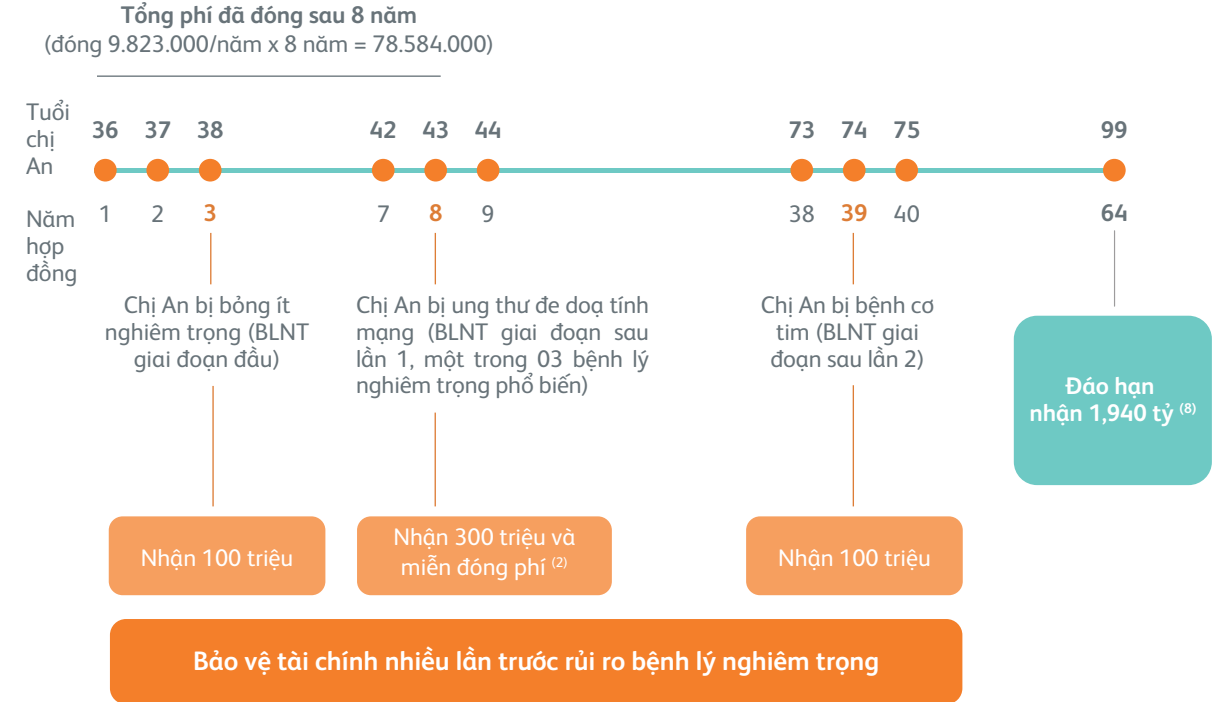 Tổng phí đã đóng sau 8 năm
(đóng 9.823.000/năm x 8 năm = 78.584.000)
Tuổi
chị
An
36 37 38 42 43 44 73 74 75 99
Năm
hợp
đồng
1 2 3 7 8 9 38 39 40 64
Chị An bị bỏng ít
nghiêm trọng (BLNT
giai đoạn đầu)
Chị An bị ung thư đe doạ tính
mạng (BLNT giai đoạn sau
lần 1, một trong 03 bệnh lý
nghiêm trọng phổ biến)
Chị An bị bệnh cơ
tim (BLNT giai
đoạn sau lần 2)
Đáo hạn
nhận 1,940 tỷ (8)
Nhận 100 triệu
Nhận 300 triệu và
miễn đóng phí (2)
Nhận 100 triệu
Bảo vệ tài chính nhiều lần trước rủi ro bệnh lý nghiêm trọng